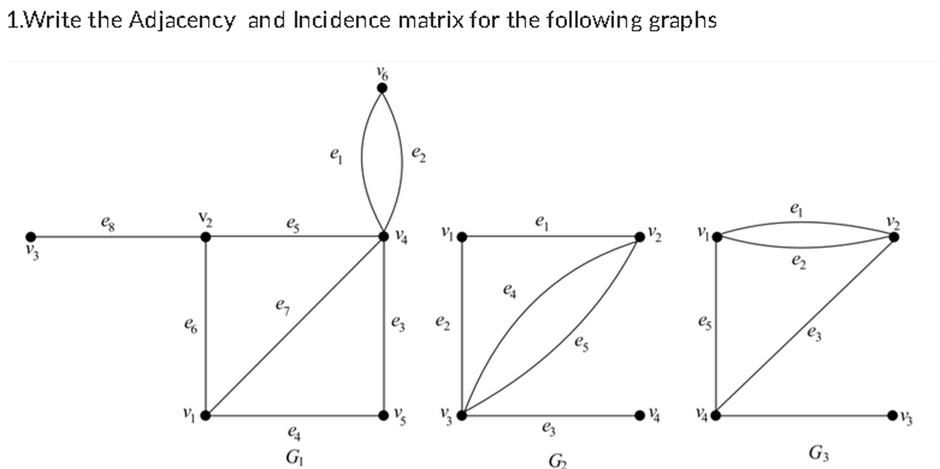 1.Write the Adjacency and Incidence matrix for the following graphs
v6
e1 e2
e8 v2 e5 v4 v1 e1 v2 v1 e1 v2
v3
e2
e7 e4
e6 e3 e2 e5 e5 e3
v1 v5 v3 v4 v4 v3
e4 e3
G1 G2 G3